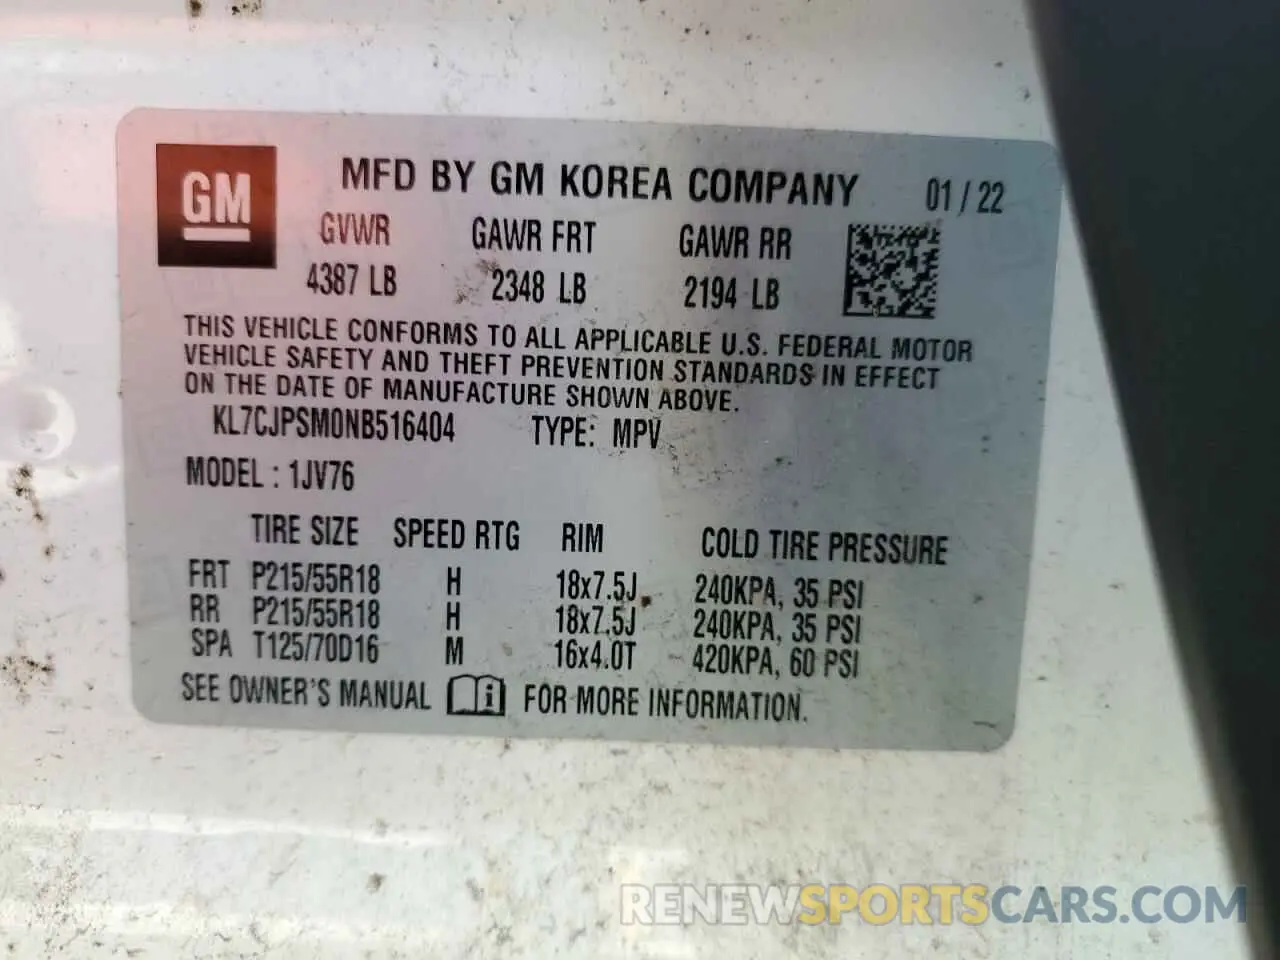 GM
MFD BY GM KOREA COMPANY 01 / 22
GVWR GAWR FRT GAWR RR
4387 LB 2348 LB 2194 LB
THIS VEHICLE CONFORMS TO ALL APPLICABLE U.S. FEDERAL MOTOR
VEHICLE SAFETY AND THEFT PREVENTION STANDARDS IN EFFECT
ON THE DATE OF MANUFACTURE SHOWN ABOVE.
KL7CJPSM0NB516404 TYPE: MPV
MODEL : 1JV76
TIRE SIZE SPEED RTG RIM COLD TIRE PRESSURE
FRT P215/55R18 H 18x7.5J 240KPA, 35 PSI
RR P215/55R18 H 18x7.5J 240KPA, 35 PSI
SPA T125/70D16 M 16x4.0T 420KPA, 60 PSI
SEE OWNER'S MANUAL i FOR MORE INFORMATION.
RENEWSPORTSCARS.COM